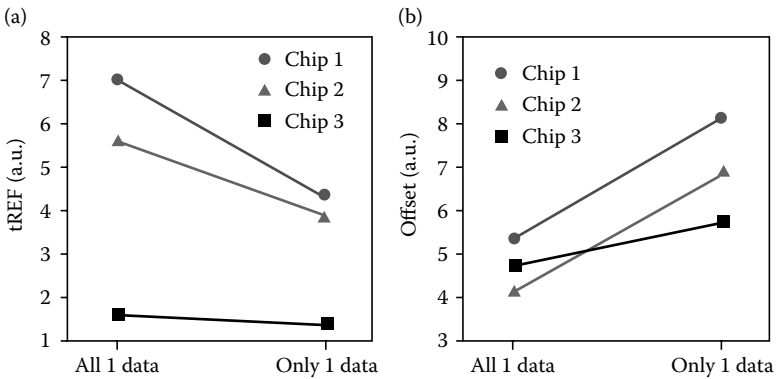 (a)
8
7
6
5
4
3
2
1
tREF (a.u.)
Chip 1
Chip 2
Chip 3
All 1 data
Only 1 data
(b)
10
9
8
7
6
5
4
3
Offset (a.u.)
Chip 1
Chip 2
Chip 3
All 1 data
Only 1 data